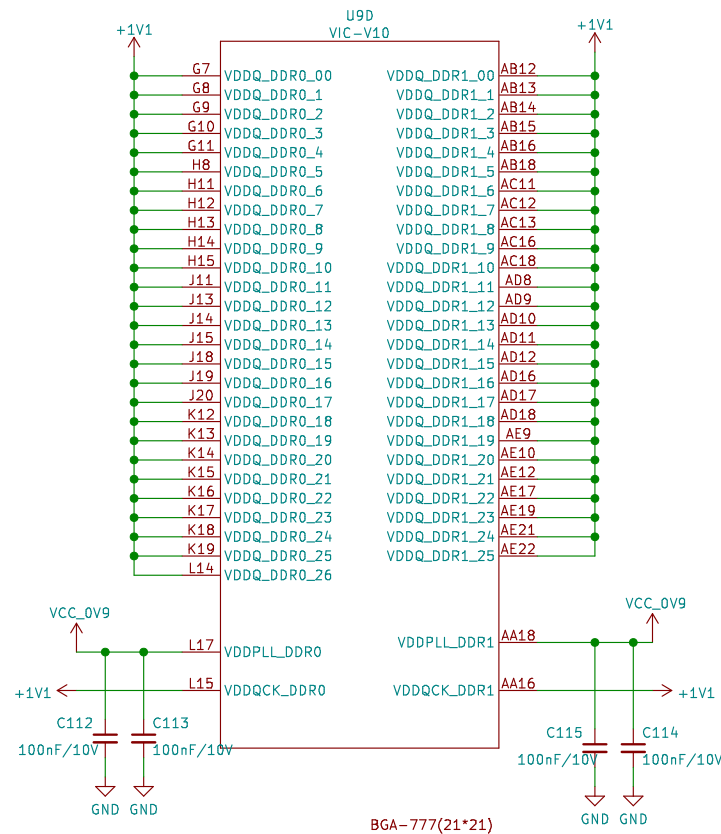 U9D
VIC-V10
+1V1
+1V1
G7 VDDQ_DDR0_00 VDDQ_DDR1_00 AB12
G8 VDDQ_DDR0_1 VDDQ_DDR1_1 AB13
G9 VDDQ_DDR0_2 VDDQ_DDR1_2 AB14
G10 VDDQ_DDR0_3 VDDQ_DDR1_3 AB15
G11 VDDQ_DDR0_4 VDDQ_DDR1_4 AB16
H8 VDDQ_DDR0_5 VDDQ_DDR1_5 AB18
H11 VDDQ_DDR0_6 VDDQ_DDR1_6 AC11
H12 VDDQ_DDR0_7 VDDQ_DDR1_7 AC12
H13 VDDQ_DDR0_8 VDDQ_DDR1_8 AC13
H14 VDDQ_DDR0_9 VDDQ_DDR1_9 AC16
H15 VDDQ_DDR0_10 VDDQ_DDR1_10 AC18
J11 VDDQ_DDR0_11 VDDQ_DDR1_11 AD8
J13 VDDQ_DDR0_12 VDDQ_DDR1_12 AD9
J14 VDDQ_DDR0_13 VDDQ_DDR1_13 AD10
J15 VDDQ_DDR0_14 VDDQ_DDR1_14 AD11
J18 VDDQ_DDR0_15 VDDQ_DDR1_15 AD12
J19 VDDQ_DDR0_16 VDDQ_DDR1_16 AD16
J20 VDDQ_DDR0_17 VDDQ_DDR1_17 AD17
K12 VDDQ_DDR0_18 VDDQ_DDR1_18 AD18
K13 VDDQ_DDR0_19 VDDQ_DDR1_19 AE9
K14 VDDQ_DDR0_20 VDDQ_DDR1_20 AE10
K15 VDDQ_DDR0_21 VDDQ_DDR1_21 AE12
K16 VDDQ_DDR0_22 VDDQ_DDR1_22 AE17
K17 VDDQ_DDR0_23 VDDQ_DDR1_23 AE19
K18 VDDQ_DDR0_24 VDDQ_DDR1_24 AE21
K19 VDDQ_DDR0_25 VDDQ_DDR1_25 AE22
L14 VDDQ_DDR0_26
VCC_0V9
VCC_0V9
L17 VDDPLL_DDR0 VDDPLL_DDR1 AA18
+1V1 L15 VDDQCK_DDR0 VDDQCK_DDR1 AA16 +1V1
C112 C113 C115 C114
100nF/10V 100nF/10V 100nF/10V 100nF/10V
GND GND GND GND
BGA-777(21*21)